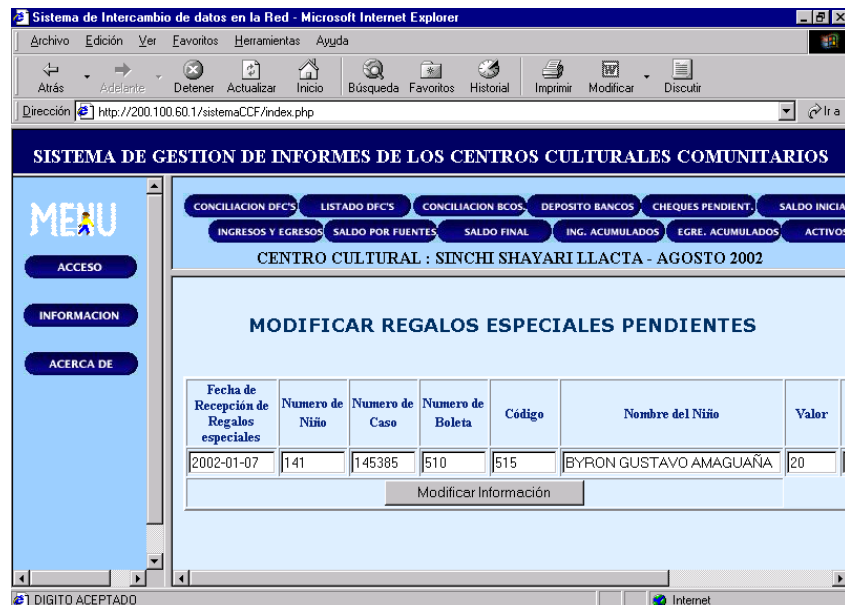 Sistema de Intercambio de datos en la Red - Microsoft Internet Explorer
Archivo Edición Ver Favoritos Herramientas Ayuda
Atrás Adelante Detener Actualizar Inicio Búsqueda Favoritos Historial Imprimir Modificar Discutir
Dirección http://200.100.60.1/sistemaCCF/index.php Ir a
SISTEMA DE GESTION DE INFORMES DE LOS CENTROS CULTURALES COMUNITARIOS
MENU
ACCESO
INFORMACION
ACERCA DE
CONCILIACION DFC'S LISTADO DFC'S CONCILIACION BCOS. DEPOSITO BANCOS CHEQUES PENDIENT. SALDO INICIA
INGRESOS Y EGRESOS SALDO POR FUENTES SALDO FINAL ING. ACUMULADOS EGRE. ACUMULADOS ACTIVOS
CENTRO CULTURAL : SINCHI SHAYARI LLACTA - AGOSTO 2002
MODIFICAR REGALOS ESPECIALES PENDIENTES
Fecha de Recepción de Regalos especiales Numero de Niño Numero de Caso Numero de Boleta Código Nombre del Niño Valor
2002-01-07 141 145385 510 515 BYRON GUSTAVO AMAGUAÑA 20
Modificar Información
DIGITO ACEPTADO Internet